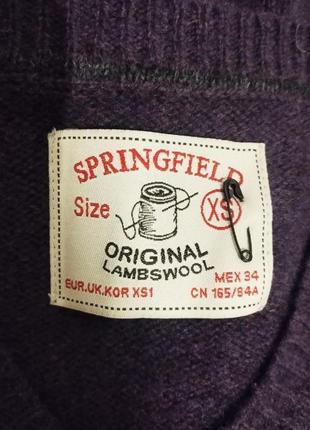 SPRINGFIELD
Size XS
ORIGINAL
LAMBSWOOL
MEX 34
EUR.UK.KOR XS1 CN 165/84A